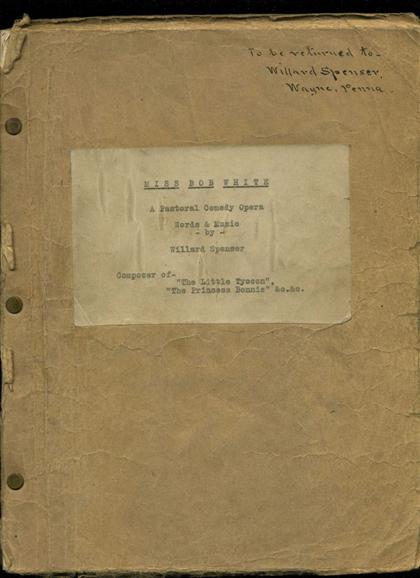 To be returned to-
Willard Spenser,
Wayne, Penna.
MISS BOB WHITE
A Pastoral Comedy Opera
Words & Music
- by -
Willard Spenser
Composer of-
"The Little Tycoon",
"The Princess Bonnie" &c.&c.